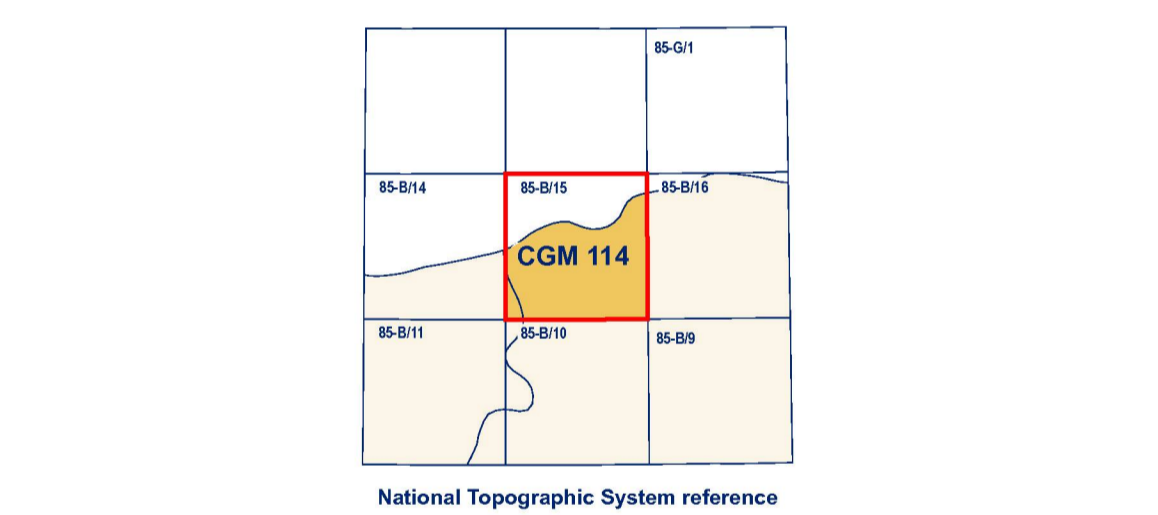 85-G/1
85-B/14
85-B/15
85-B/16
CGM 114
85-B/11
85-B/10
85-B/9
National Topographic System reference